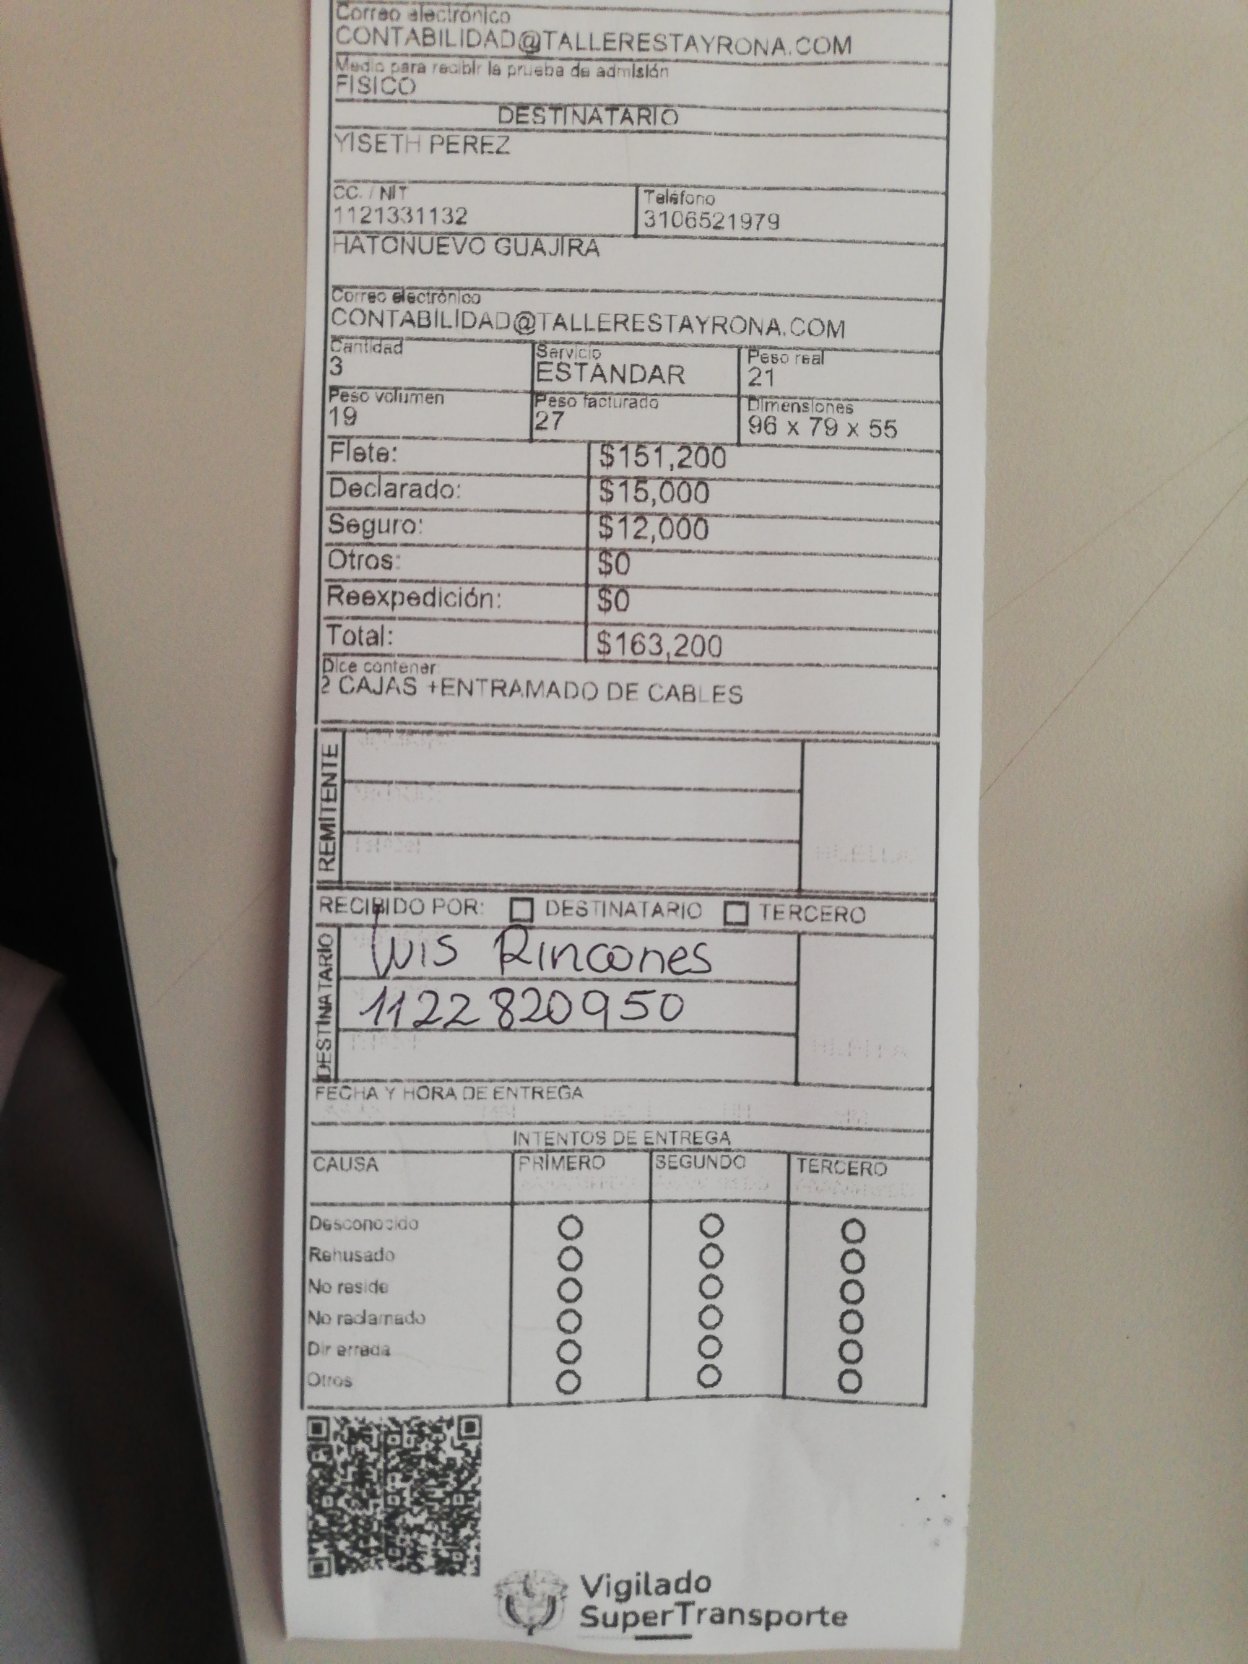 Correo electrónico
CONTABILIDAD@TALLERESTAYRONA.COM
Medio para recibir la prueba de admisión
FISICO
DESTINATARIO
YISETH PEREZ
CC. / NIT Teléfono
1121331132 3106521979
HATONUEVO GUAJIRA
Correo electrónico
CONTABILIDAD@TALLERESTAYRONA.COM
Cantidad Servicio Peso real
3 ESTANDAR 21
Peso volumen Peso facturado Dimensiones
19 27 96 x 79 x 55
Flete: $151,200
Declarado: $15,000
Seguro: $12,000
Otros: $0
Reexpedición: $0
Total: $163,200
Dice contener
2 CAJAS +ENTRAMADO DE CABLES
REMITENTE
RECIBIDO POR: DESTINATARIO TERCERO
DESTINATARIO
Luis Rincones
1122820950
FECHA Y HORA DE ENTREGA
INTENTOS DE ENTREGA
CAUSA PRIMERO SEGUNDO TERCERO
Desconocido
Rehusado
No reside
No reclamado
Dir errada
Otros
Vigilado
SuperTransporte